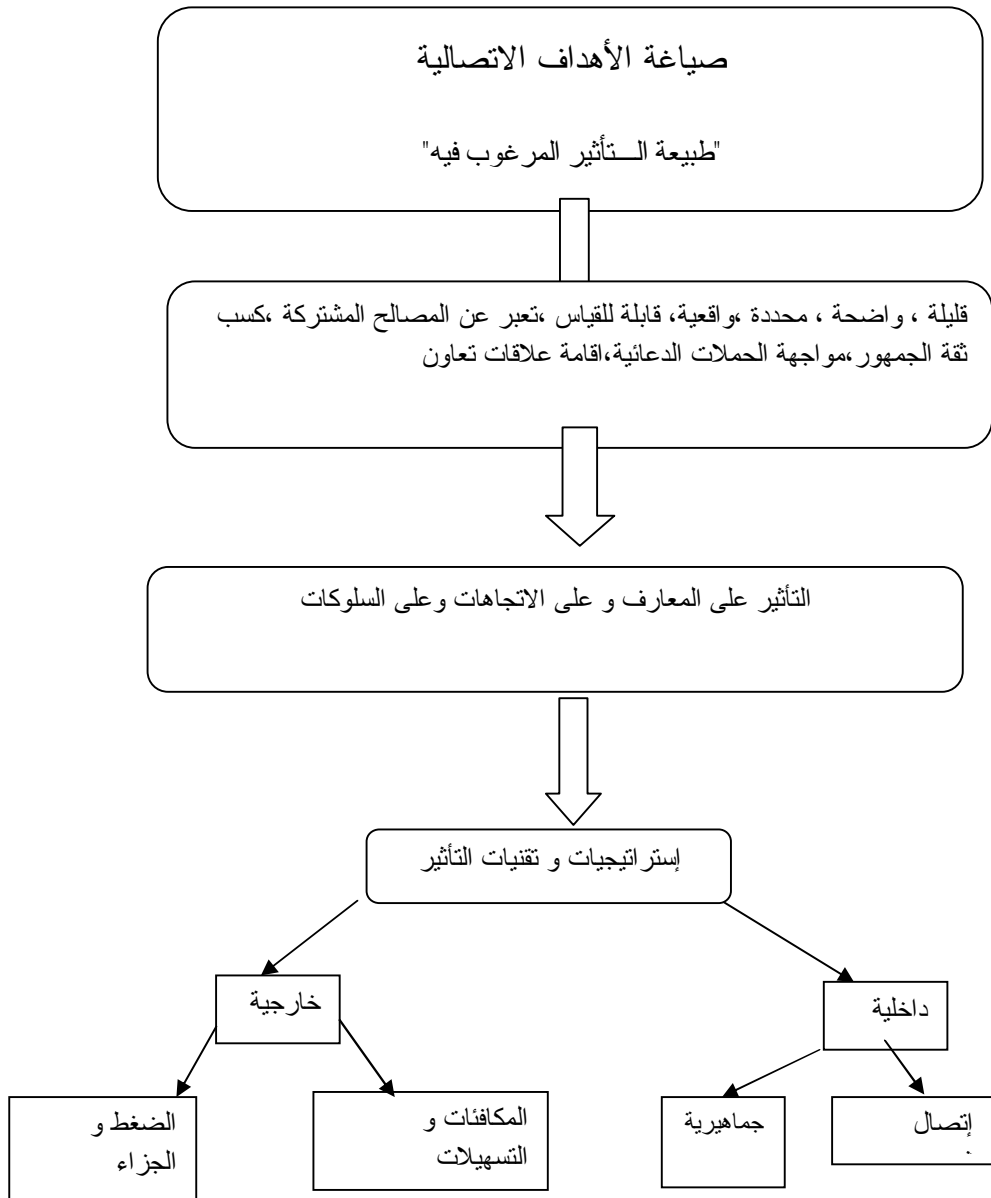 صياغة الأهداف الاتصالية
"طبيعة الـــتأثير المرغوب فيه"
قليلة ، واضحة ، محددة ،واقعية، قابلة للقياس ،تعبر عن المصالح المشتركة ،كسب
ثقة الجمهور،مواجهة الحملات الدعائية،اقامة علاقات تعاون
التأثير على المعارف و على الاتجاهات وعلى السلوكات
إستراتيجيات و تقنيات التأثير
داخلية
خارجية
إتصال
جماهيرية
المكافئات و
التسهيلات
الضغط و
الجزاء